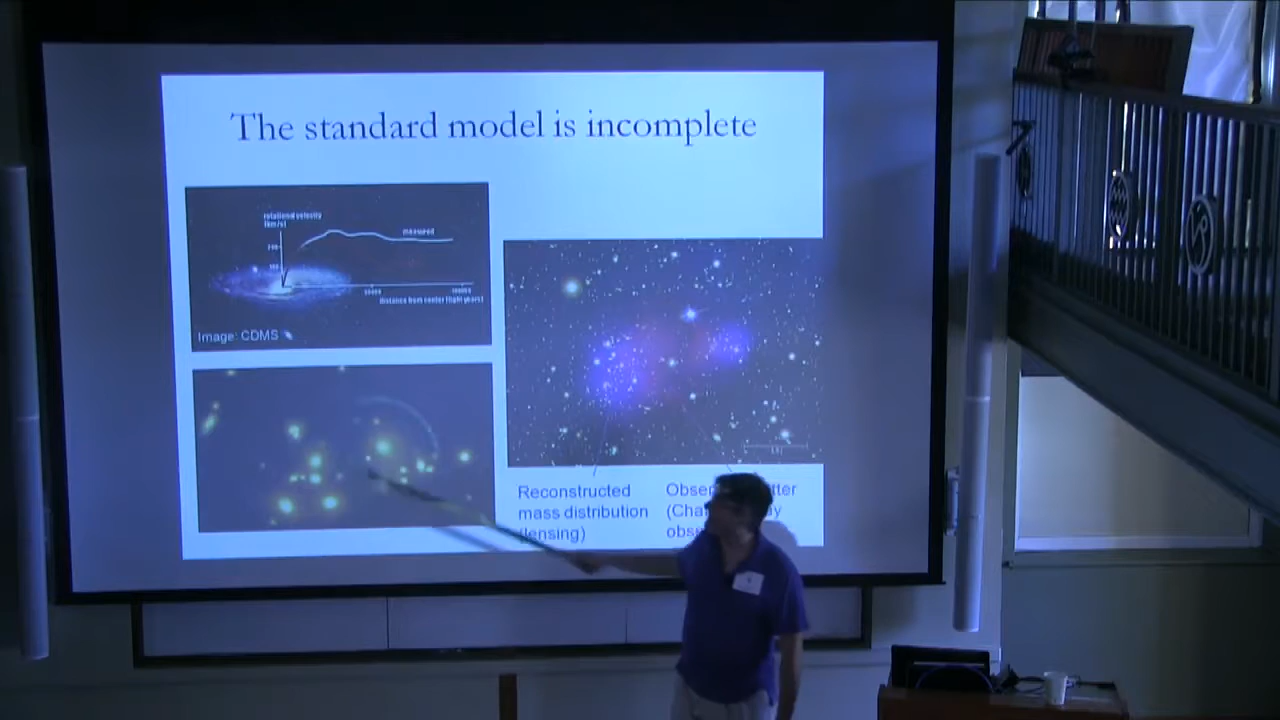 The standard model is incomplete
rotational velocity
(km/s)
measured
distance from center (light years)
Image: CDMS
Reconstructed
mass distribution
(lensing)